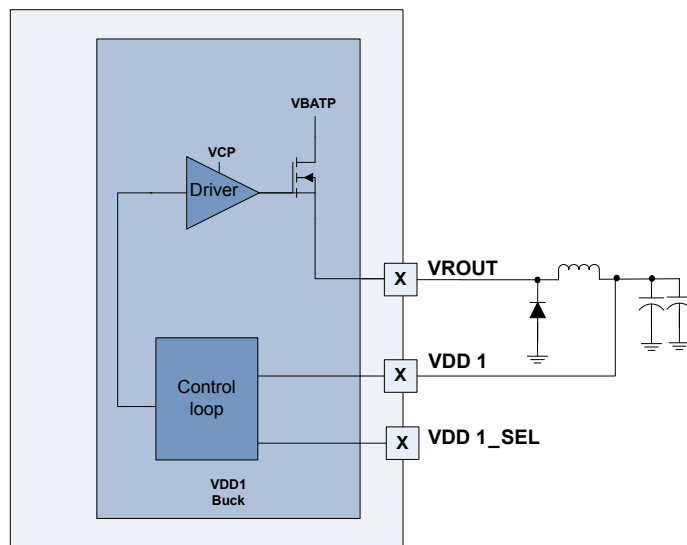 VBATP
VCP
Driver
X
VROUT
X
VDD 1
Control
loop
X
VDD 1_SEL
VDD1
Buck